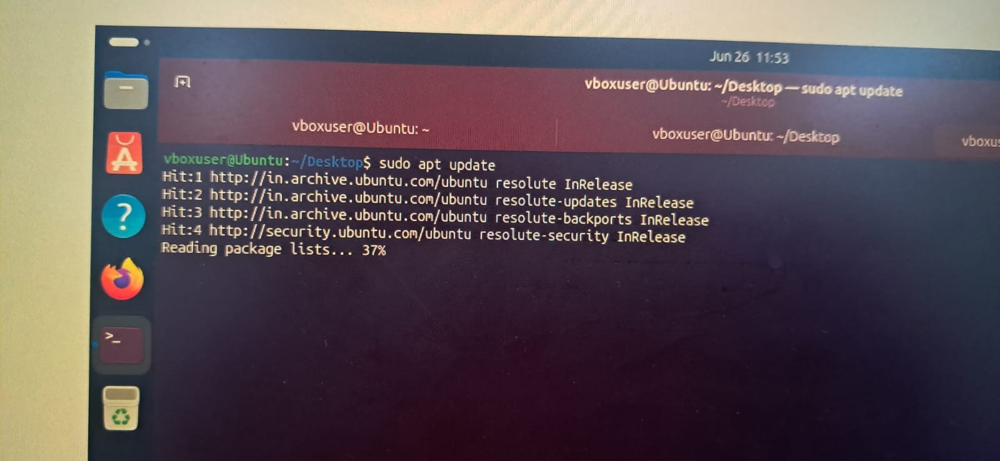 Jun 26 11:53
vboxuser@Ubuntu: ~/Desktop — sudo apt update
~/Desktop
vboxuser@Ubuntu: ~
vboxuser@Ubuntu: ~/Desktop
vboxus
vboxuser@Ubuntu:~/Desktop$ sudo apt update
Hit:1 http://in.archive.ubuntu.com/ubuntu resolute InRelease
Hit:2 http://in.archive.ubuntu.com/ubuntu resolute-updates InRelease
Hit:3 http://in.archive.ubuntu.com/ubuntu resolute-backports InRelease
Hit:4 http://security.ubuntu.com/ubuntu resolute-security InRelease
Reading package lists... 37%